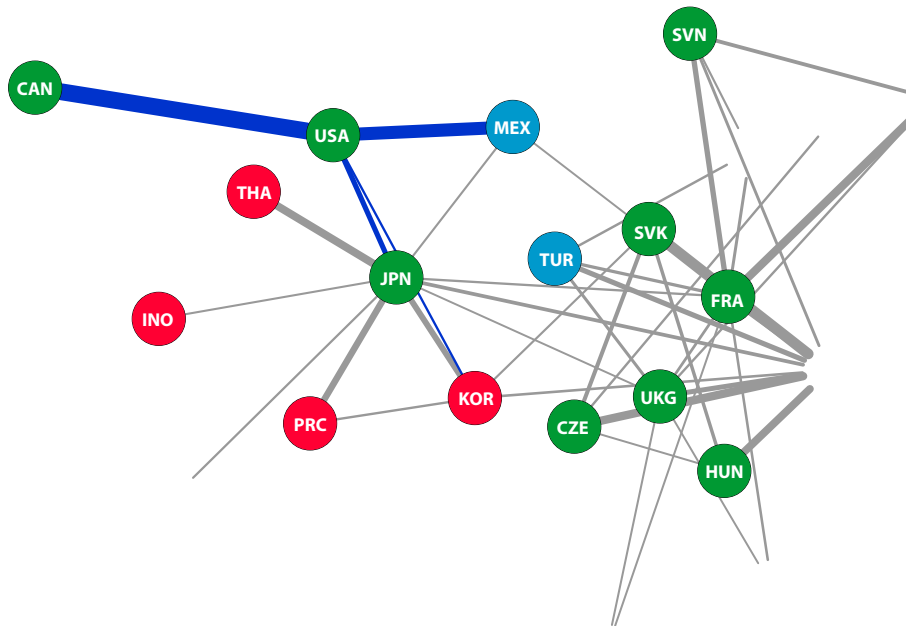 SVN
CAN
USA
MEX
THA
SVK
TUR
JPN
FRA
INO
KOR
UKG
PRC
CZE
HUN